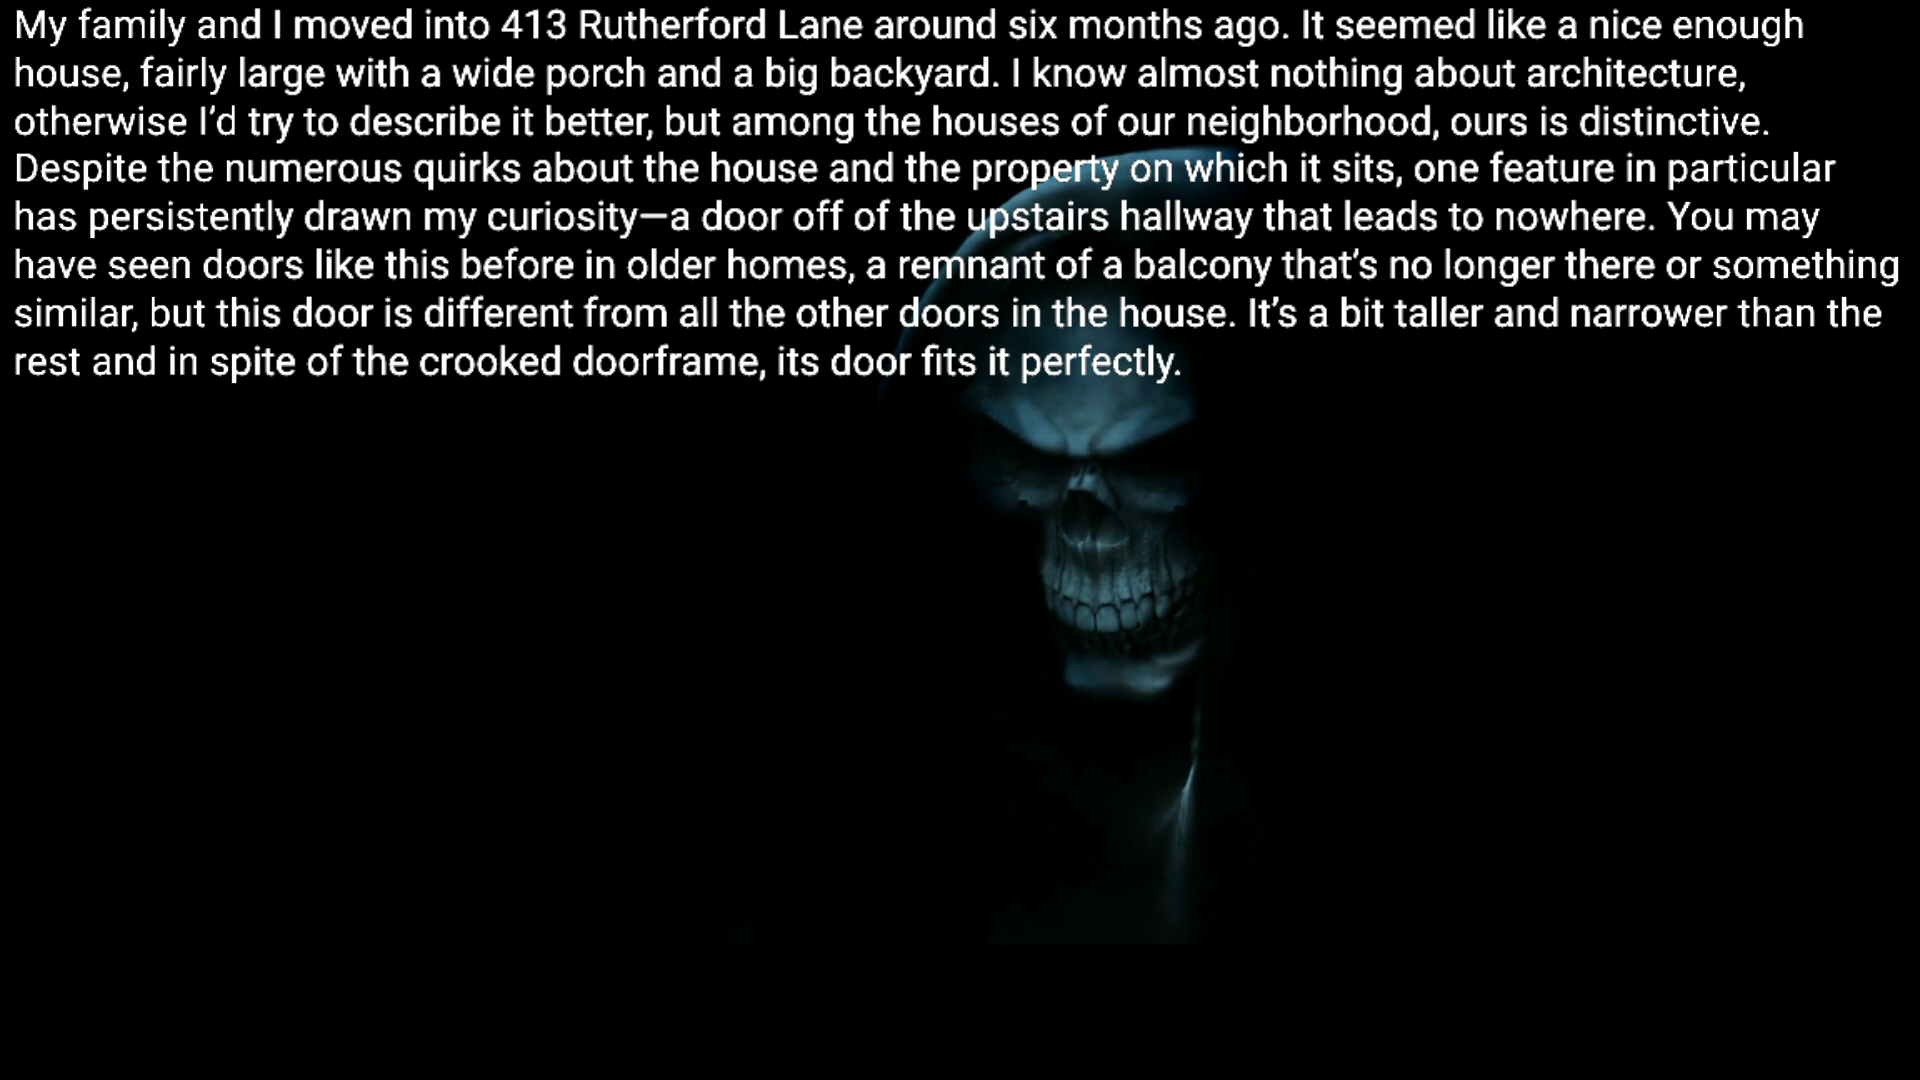 My family and I moved into 413 Rutherford Lane around six months ago. It seemed like a nice enough
house, fairly large with a wide porch and a big backyard. I know almost nothing about architecture,
otherwise I’d try to describe it better, but among the houses of our neighborhood, ours is distinctive.
Despite the numerous quirks about the house and the property on which it sits, one feature in particular
has persistently drawn my curiosity—a door off of the upstairs hallway that leads to nowhere. You may
have seen doors like this before in older homes, a remnant of a balcony that’s no longer there or something
similar, but this door is different from all the other doors in the house. It’s a bit taller and narrower than the
rest and in spite of the crooked doorframe, its door fits it perfectly.